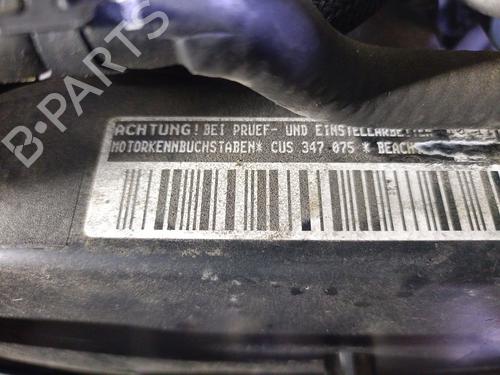 B-PARTS
ACHTUNG! BEI PRUEF- UND EINSTELLARBEITEN
MOTORKENNBUCHSTABEN* CUS 347 075 * BEACH